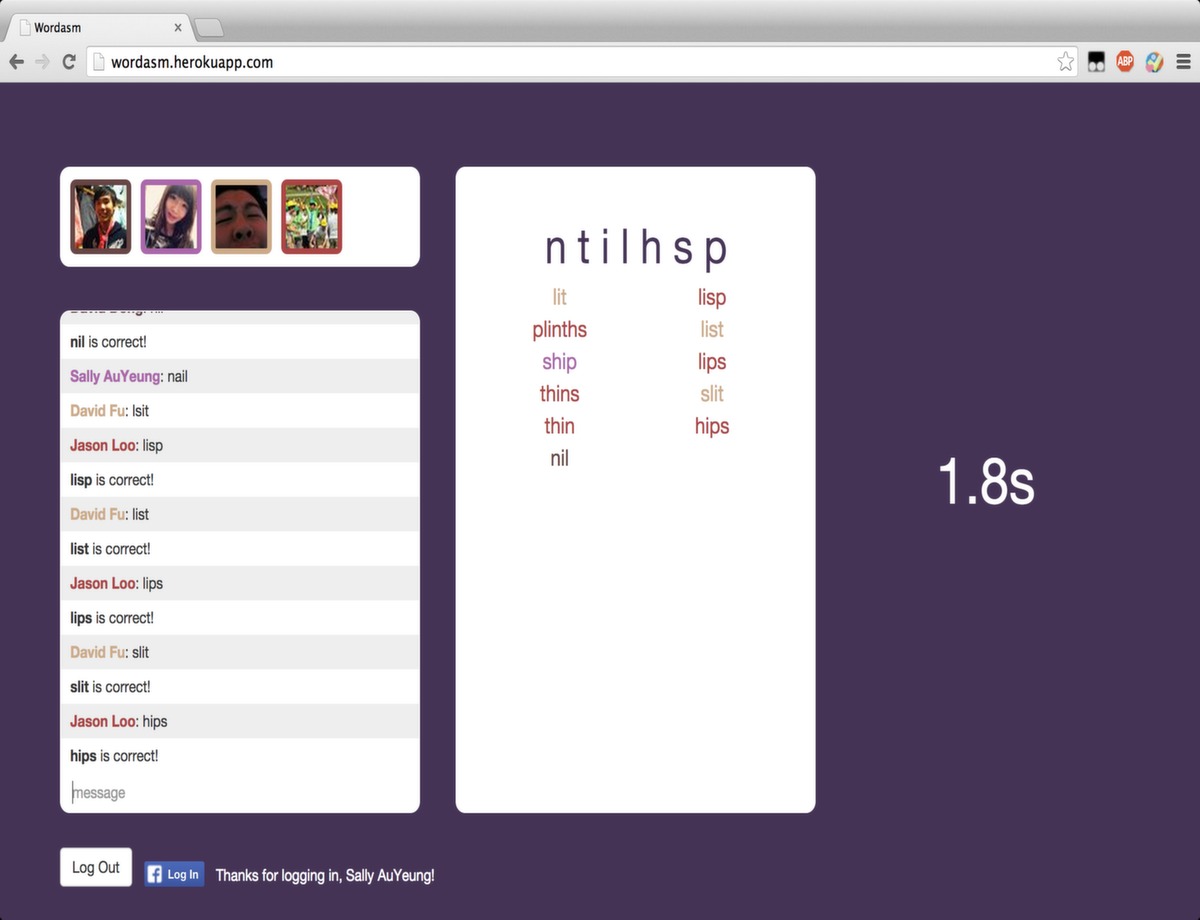 Wordasm
wordasm.herokuapp.com
ABP
n t i l h s p
lit lisp
plinths list
ship lips
thins slit
thin hips
nil
1.8s
nil is correct!
Sally AuYeung: nail
David Fu: lsit
Jason Loo: lisp
lisp is correct!
David Fu: list
list is correct!
Jason Loo: lips
lips is correct!
David Fu: slit
slit is correct!
Jason Loo: hips
hips is correct!
message
Log Out
f Log In
Thanks for logging in, Sally AuYeung!